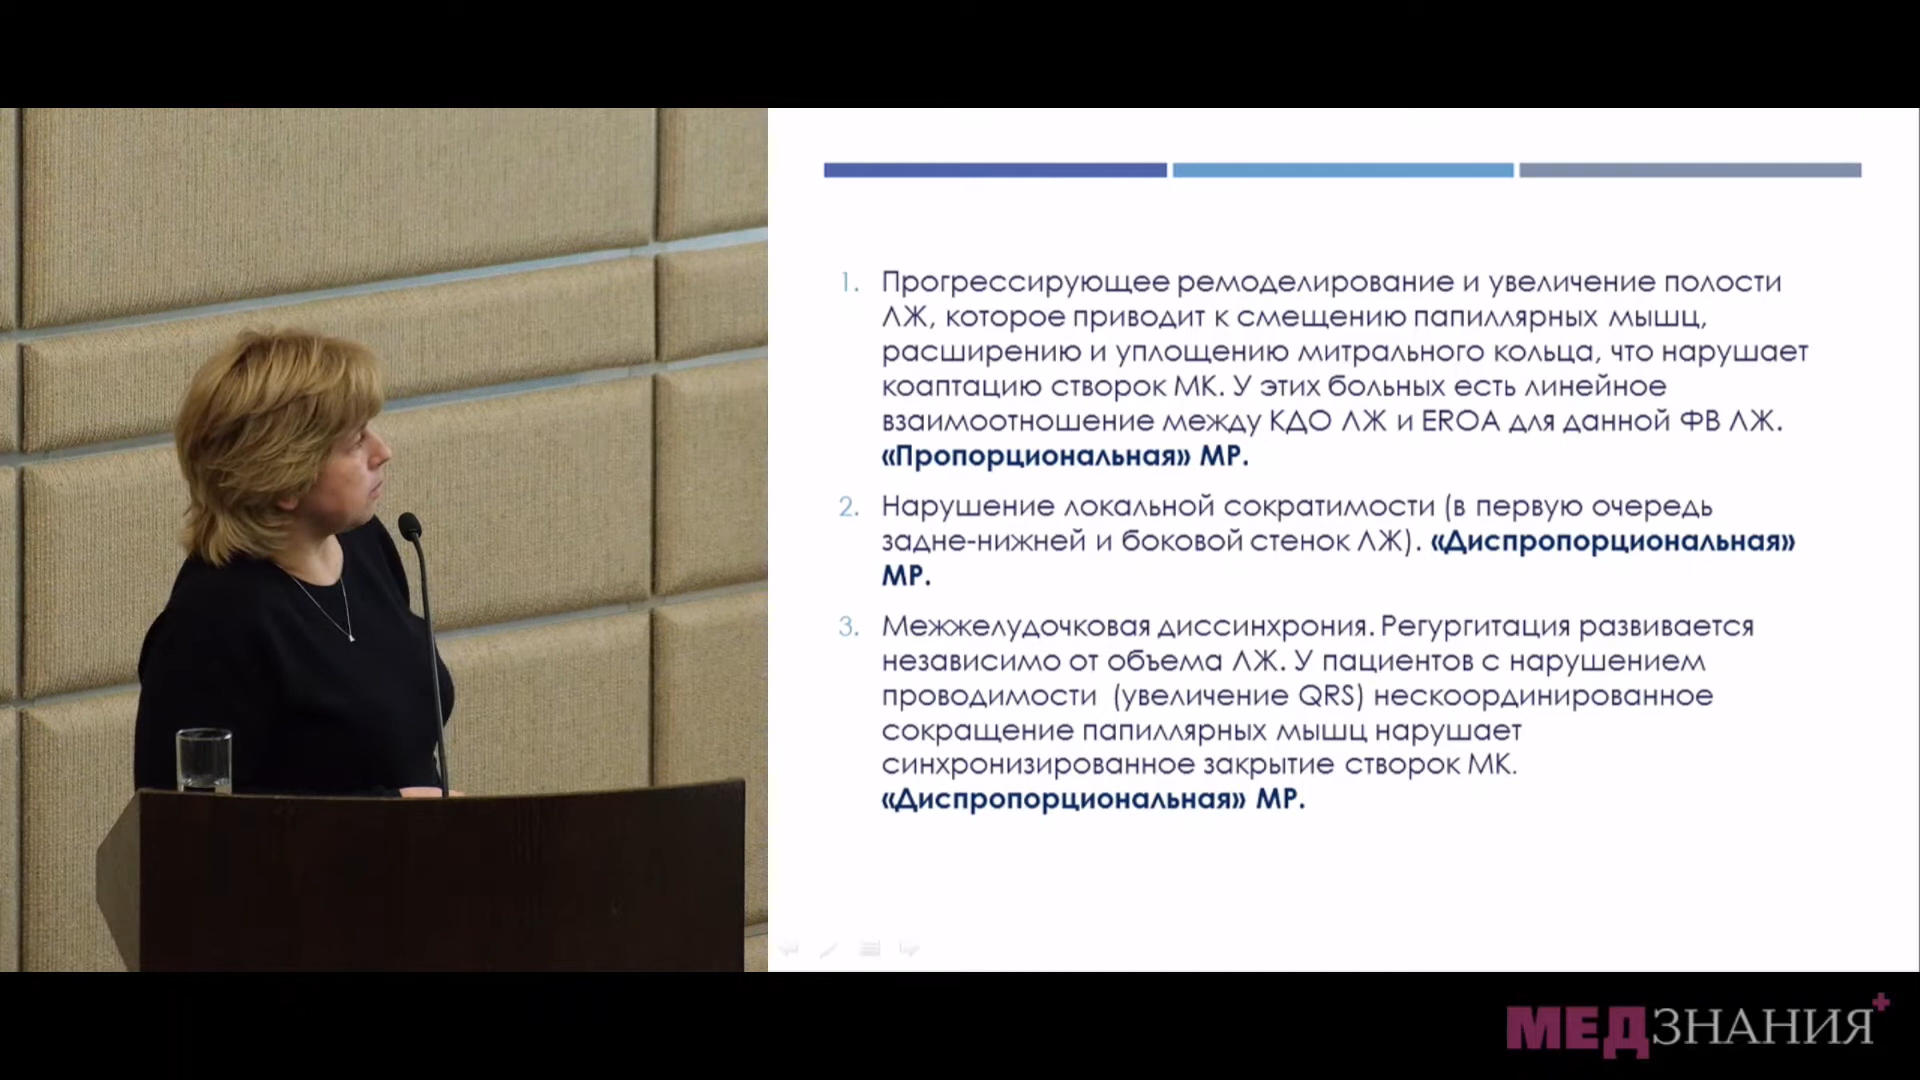 1. Прогрессирующее ремоделирование и увеличение полости
ЛЖ, которое приводит к смещению папиллярных мышц,
расширению и уплощению митрального кольца, что нарушает
коаптацию створок МК. У этих больных есть линейное
взаимоотношение между КДО ЛЖ и EROA для данной ФВ ЛЖ.
«Пропорциональная» МР.
2. Нарушение локальной сократимости (в первую очередь
задне-нижней и боковой стенок ЛЖ). «Диспропорциональная»
МР.
3. Межжелудочковая диссинхрония. Регургитация развивается
независимо от объема ЛЖ. У пациентов с нарушением
проводимости (увеличение QRS) нескоординированное
сокращение папиллярных мышц нарушает
синхронизированное закрытие створок МК.
«Диспропорциональная» МР.
МЕДЗНАНИЯ+